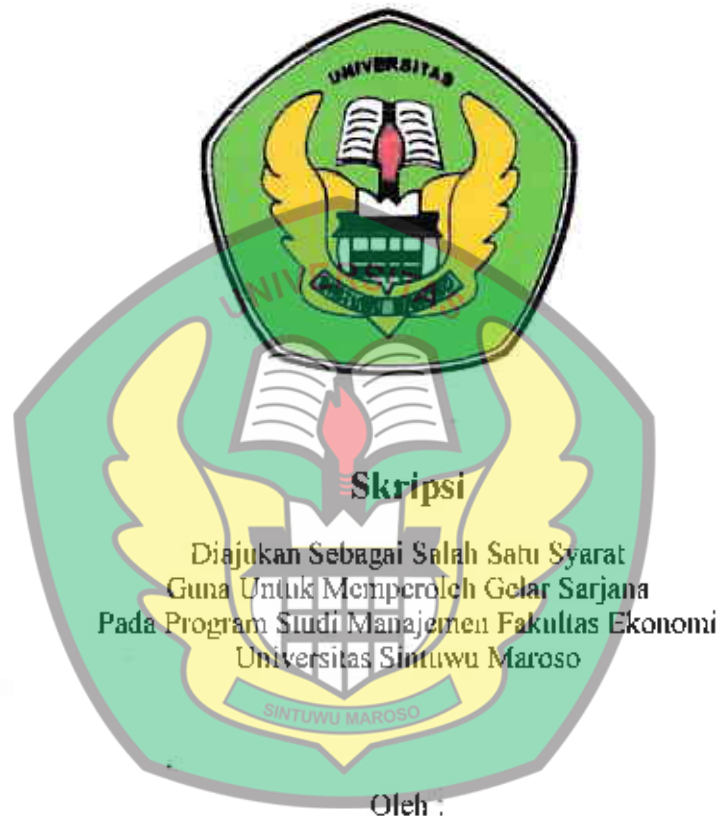 UNIVERSITAS
UNIVERSITAS
Skripsi
Diajukan Sebagai Salah Satu Syarat
Guna Untuk Memperoleh Gelar Sarjana
Pada Program Studi Manajemen Fakultas Ekonomi
Universitas Sintuwu Maroso
SINTUWU MAROSO
Oleh :